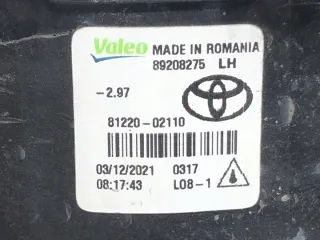 Valeo MADE IN ROMANIA
89208275 LH
-2.97
81220-02110
03/12/2021 0317
08:17:43 L08-1